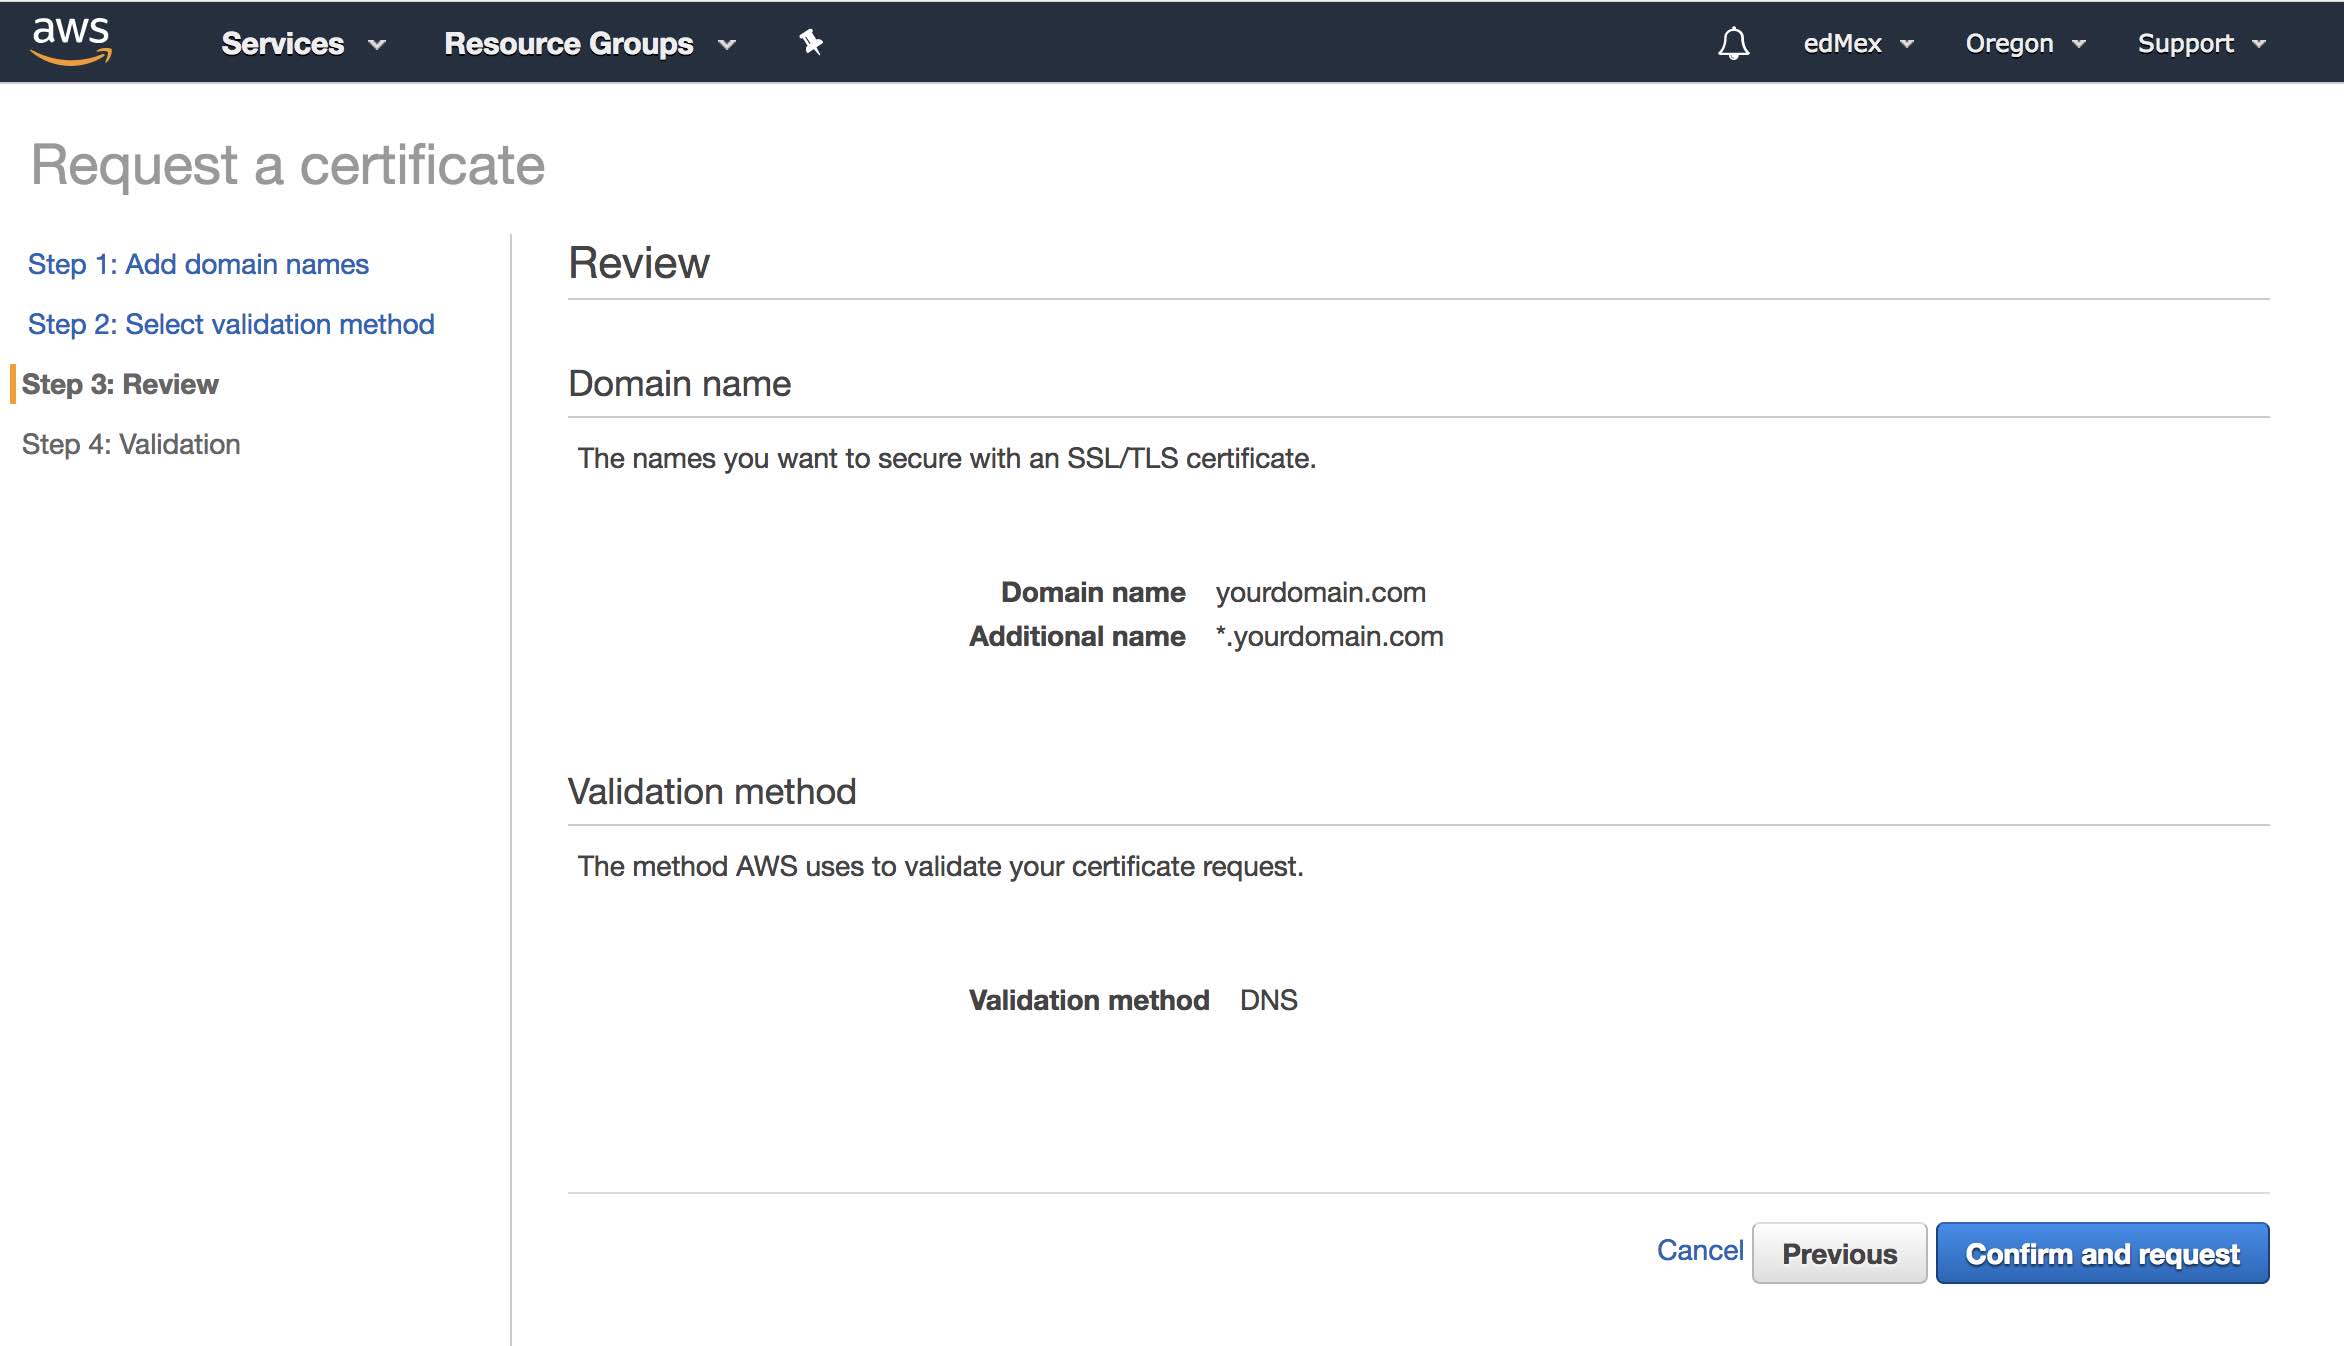 aws Services Resource Groups edMex Oregon Support
Request a certificate
Step 1: Add domain names
Step 2: Select validation method
Step 3: Review
Step 4: Validation
Review
Domain name
The names you want to secure with an SSL/TLS certificate.
Domain name yourdomain.com
Additional name *.yourdomain.com
Validation method
The method AWS uses to validate your certificate request.
Validation method DNS
Cancel Previous Confirm and request